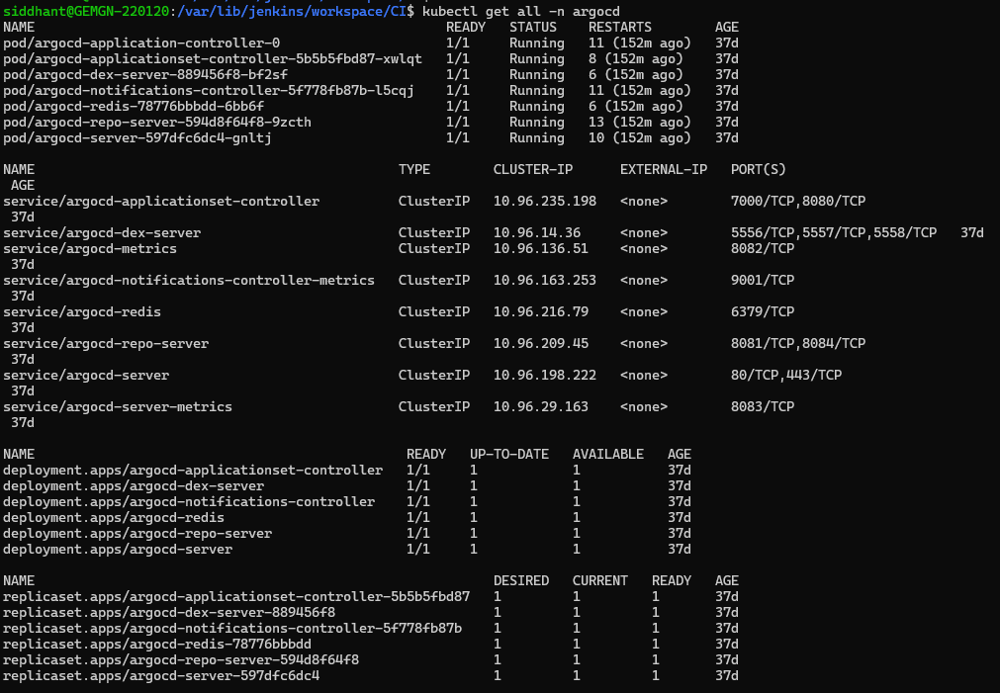 siddhant@GEMGN-220120:/var/lib/jenkins/workspace/CI$ kubectl get all -n argocd
NAME READY STATUS RESTARTS AGE
pod/argocd-application-controller-0 1/1 Running 11 (152m ago) 37d
pod/argocd-applicationset-controller-5b5b5fbd87-xwlqt 1/1 Running 8 (152m ago) 37d
pod/argocd-dex-server-889456f8-bf2sf 1/1 Running 6 (152m ago) 37d
pod/argocd-notifications-controller-5f778fb87b-l5cqj 1/1 Running 11 (152m ago) 37d
pod/argocd-redis-78776bbbdd-6bb6f 1/1 Running 6 (152m ago) 37d
pod/argocd-repo-server-594d8f64f8-9zcth 1/1 Running 13 (152m ago) 37d
pod/argocd-server-597dfc6dc4-gnltj 1/1 Running 10 (152m ago) 37d
NAME TYPE CLUSTER-IP EXTERNAL-IP PORT(S)
AGE
service/argocd-applicationset-controller ClusterIP 10.96.235.198 <none> 7000/TCP,8080/TCP
37d
service/argocd-dex-server ClusterIP 10.96.14.36 <none> 5556/TCP,5557/TCP,5558/TCP 37d
service/argocd-metrics ClusterIP 10.96.136.51 <none> 8082/TCP
37d
service/argocd-notifications-controller-metrics ClusterIP 10.96.163.253 <none> 9001/TCP
37d
service/argocd-redis ClusterIP 10.96.216.79 <none> 6379/TCP
37d
service/argocd-repo-server ClusterIP 10.96.209.45 <none> 8081/TCP,8084/TCP
37d
service/argocd-server ClusterIP 10.96.198.222 <none> 80/TCP,443/TCP
37d
service/argocd-server-metrics ClusterIP 10.96.29.163 <none> 8083/TCP
37d
NAME READY UP-TO-DATE AVAILABLE AGE
deployment.apps/argocd-applicationset-controller 1/1 1 1 37d
deployment.apps/argocd-dex-server 1/1 1 1 37d
deployment.apps/argocd-notifications-controller 1/1 1 1 37d
deployment.apps/argocd-redis 1/1 1 1 37d
deployment.apps/argocd-repo-server 1/1 1 1 37d
deployment.apps/argocd-server 1/1 1 1 37d
NAME DESIRED CURRENT READY AGE
replicaset.apps/argocd-applicationset-controller-5b5b5fbd87 1 1 1 37d
replicaset.apps/argocd-dex-server-889456f8 1 1 1 37d
replicaset.apps/argocd-notifications-controller-5f778fb87b 1 1 1 37d
replicaset.apps/argocd-redis-78776bbbdd 1 1 1 37d
replicaset.apps/argocd-repo-server-594d8f64f8 1 1 1 37d
replicaset.apps/argocd-server-597dfc6dc4 1 1 1 37d